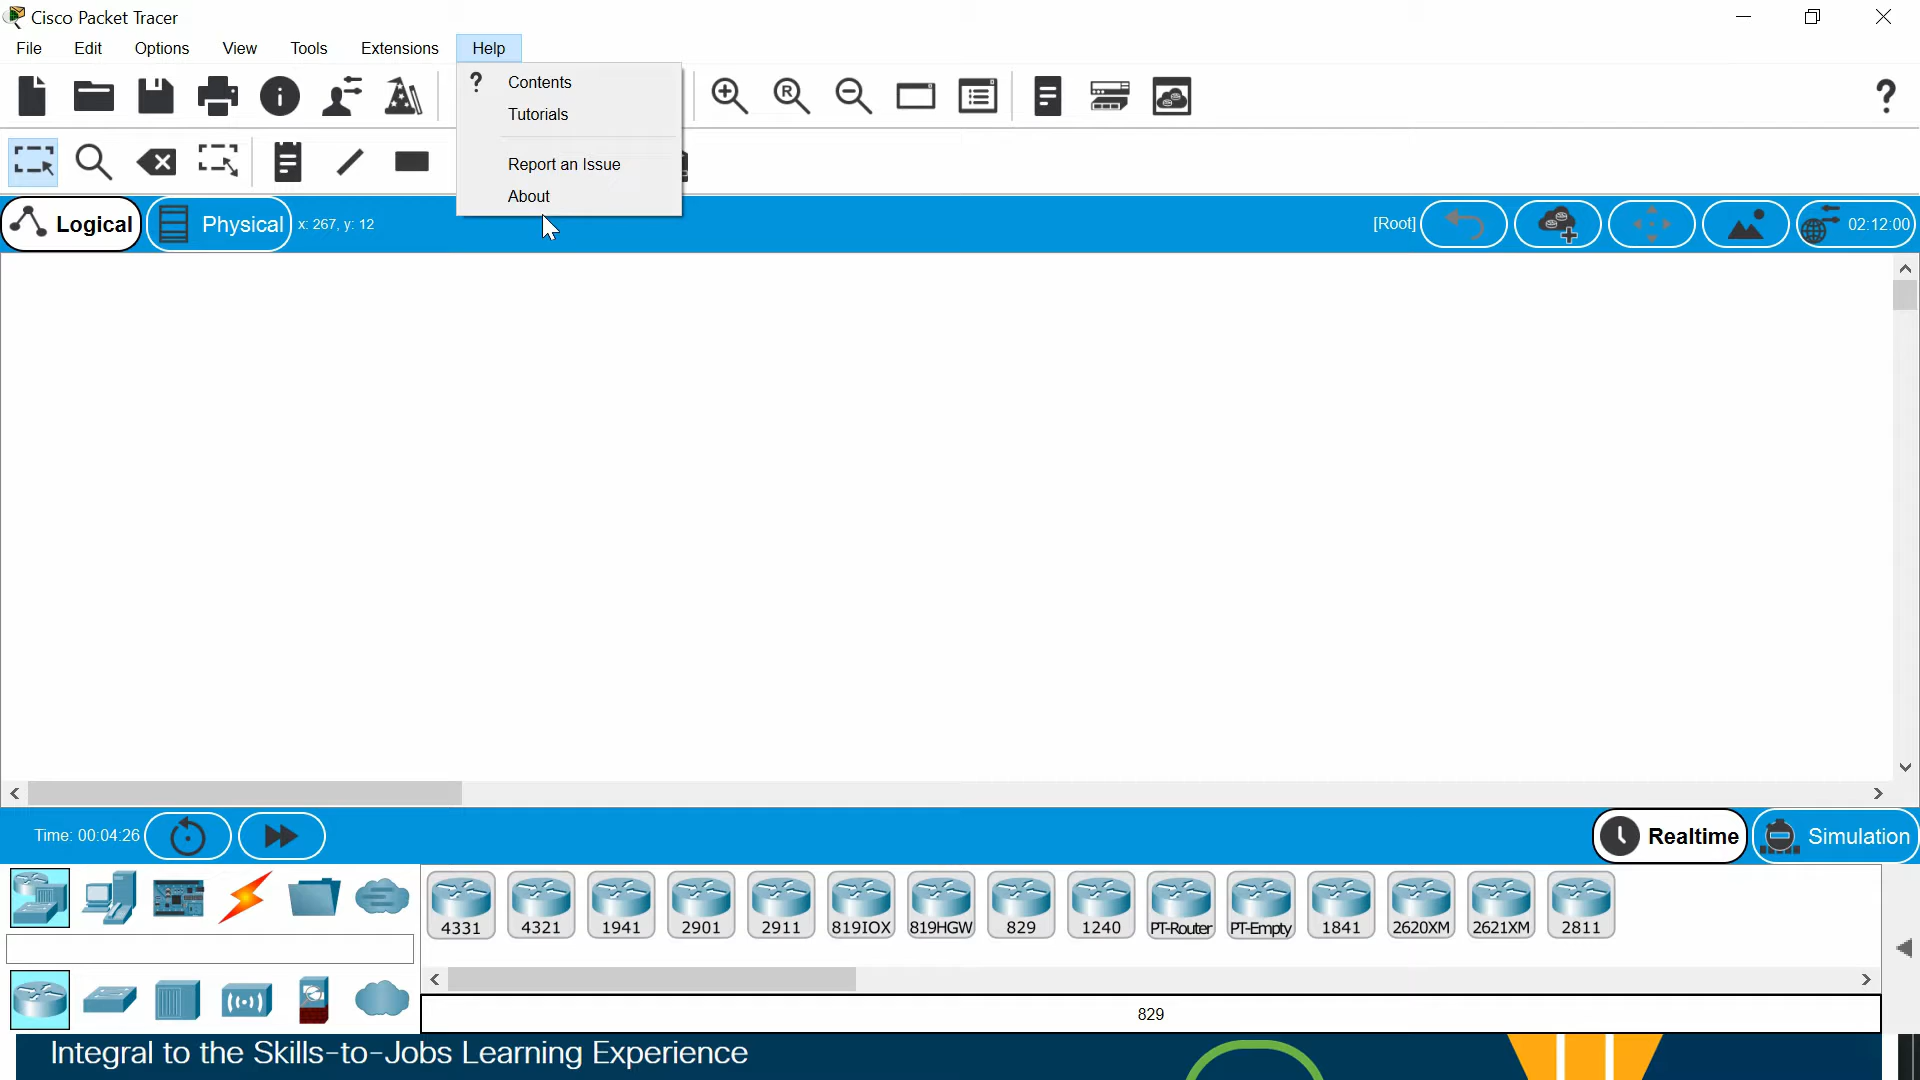 Cisco Packet Tracer
File Edit Options View Tools Extensions Help
? Contents
Tutorials
Report an Issue
About
R
?
Logical
Physical
x: 267, y: 12
[Root]
02:12:00
Time: 00:04:26
Realtime
Simulation
4331 4321 1941 2901 2911 819IOX 819HGW 829 1240 PT-Router PT-Empty 1841 2620XM 2621XM 2811
829
Integral to the Skills-to-Jobs Learning Experience